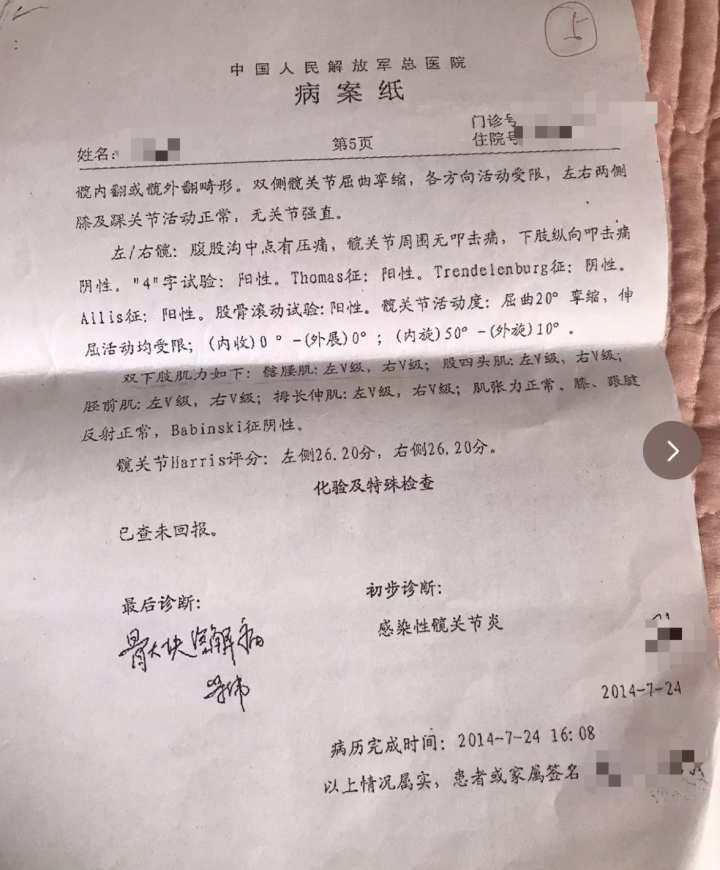 5
中国人民解放军总医院
病案纸
门诊号
姓名: 第5页 住院号
髋内翻或髋外翻畸形。双侧髋关节屈曲挛缩，各方向活动受限，左右两侧
膝及踝关节活动正常，无关节强直。
左/右髋：腹股沟中点有压痛，髋关节周围无叩击痛，下肢纵向叩击痛
阴性。"4"字试验：阳性。Thomas征：阳性。Trendelenburg征：阴性。
Allis征：阳性。股骨滚动试验:阳性。髋关节活动度：屈曲20°挛缩，伸
屈活动均受限；(内收)0°-(外展)0°；(内旋)50°-(外旋)10°。
双下肢肌力如下：髂腰肌:左V级，右V级；股四头肌:左V级，右V级；
胫前肌:左V级，右V级；拇长伸肌:左V级，右V级；肌张力正常、膝、跟腱
反射正常，Babinski征阴性。
髋关节Harris评分：左侧26.20分，右侧26.20分。
化验及特殊检查
已查未回报。
最后诊断: 初步诊断:
感染性髋关节炎
溶解病
2014-7-24
病历完成时间：2014-7-24 16:08
以上情况属实，患者或家属签名